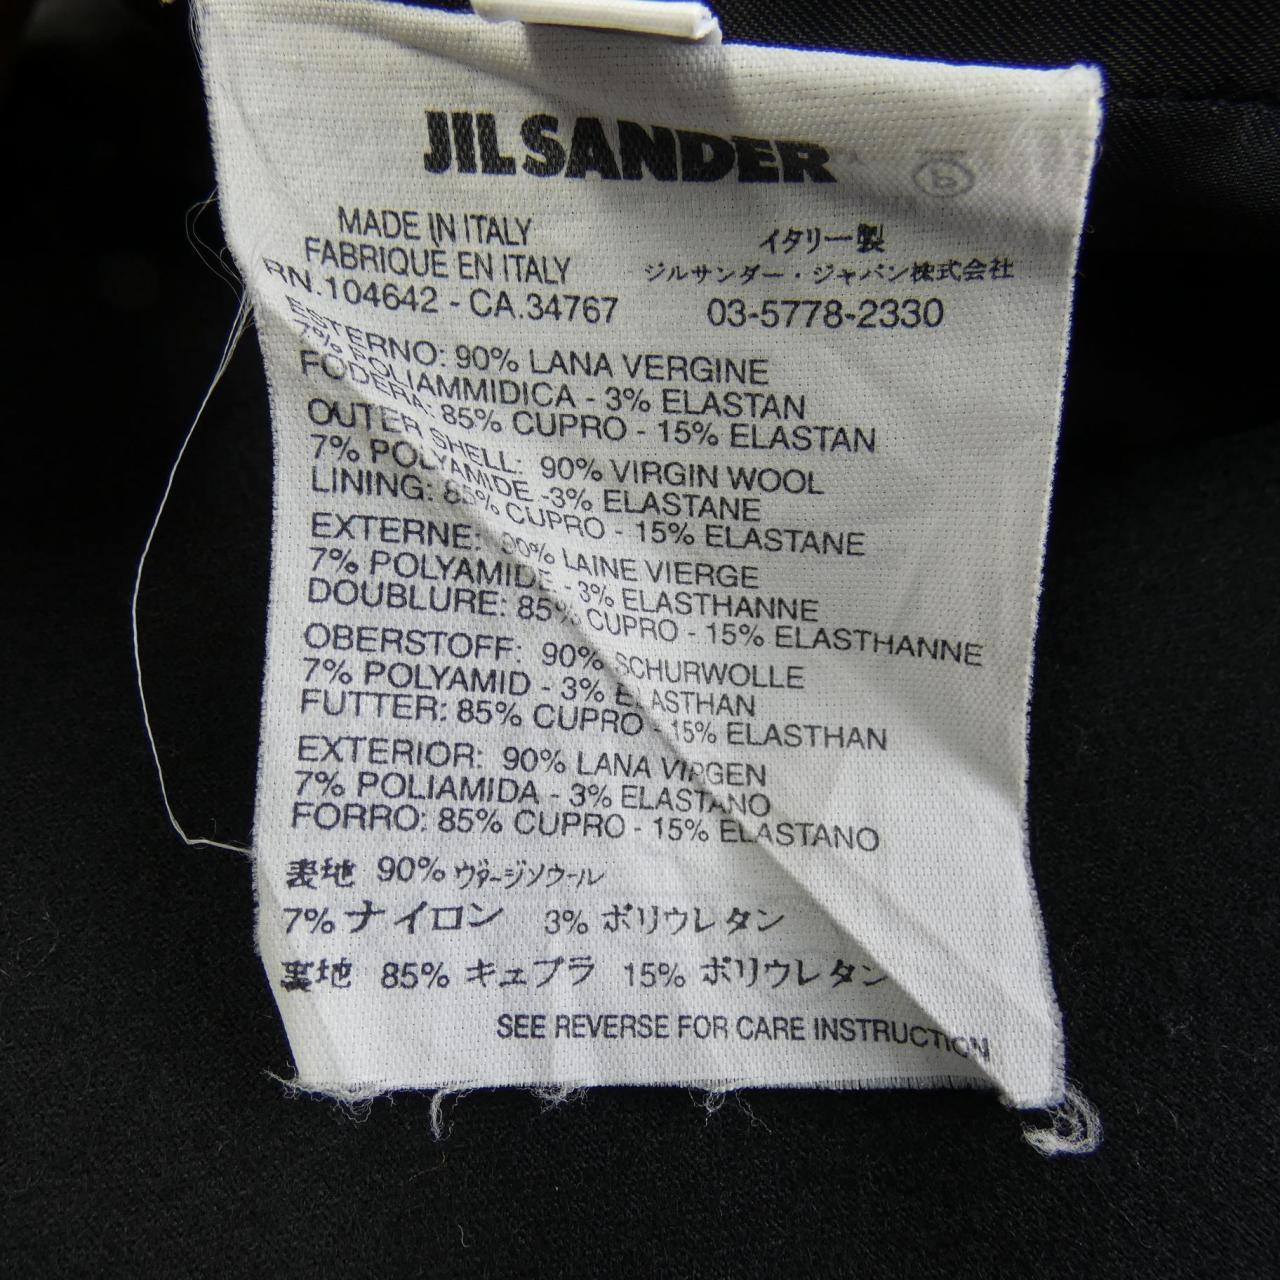 JIL SANDER
MADE IN ITALY
FABRIQUÉ EN ITALY
RN.104642 - CA.34767
イタリー製
ジルサンダー・ジャパン株式会社
03-5778-2330
ESTERNO: 90% LANA VERGINE
7% POLIAMMIDICA - 3% ELASTAN
FODERA: 85% CUPRO - 15% ELASTAN
OUTER SHELL: 90% VIRGIN WOOL
7% POLYAMIDE -3% ELASTANE
LINING: 85% CUPRO - 15% ELASTANE
EXTERNE: 90% LAINE VIERGE
7% POLYAMIDE - 3% ELASTHANNE
DOUBLURE: 85% CUPRO - 15% ELASTHANNE
OBERSTOFF: 90% SCHURWOLLE
7% POLYAMID - 3% ELASTHAN
FUTTER: 85% CUPRO - 15% ELASTHAN
EXTERIOR: 90% LANA VIRGEN
7% POLIAMIDA - 3% ELASTANO
FORRO: 85% CUPRO - 15% ELASTANO
表地 90% ヴァージンウール
7% ナイロン 3% ポリウレタン
裏地 85% キュプラ 15% ポリウレタン
SEE REVERSE FOR CARE INSTRUCTION